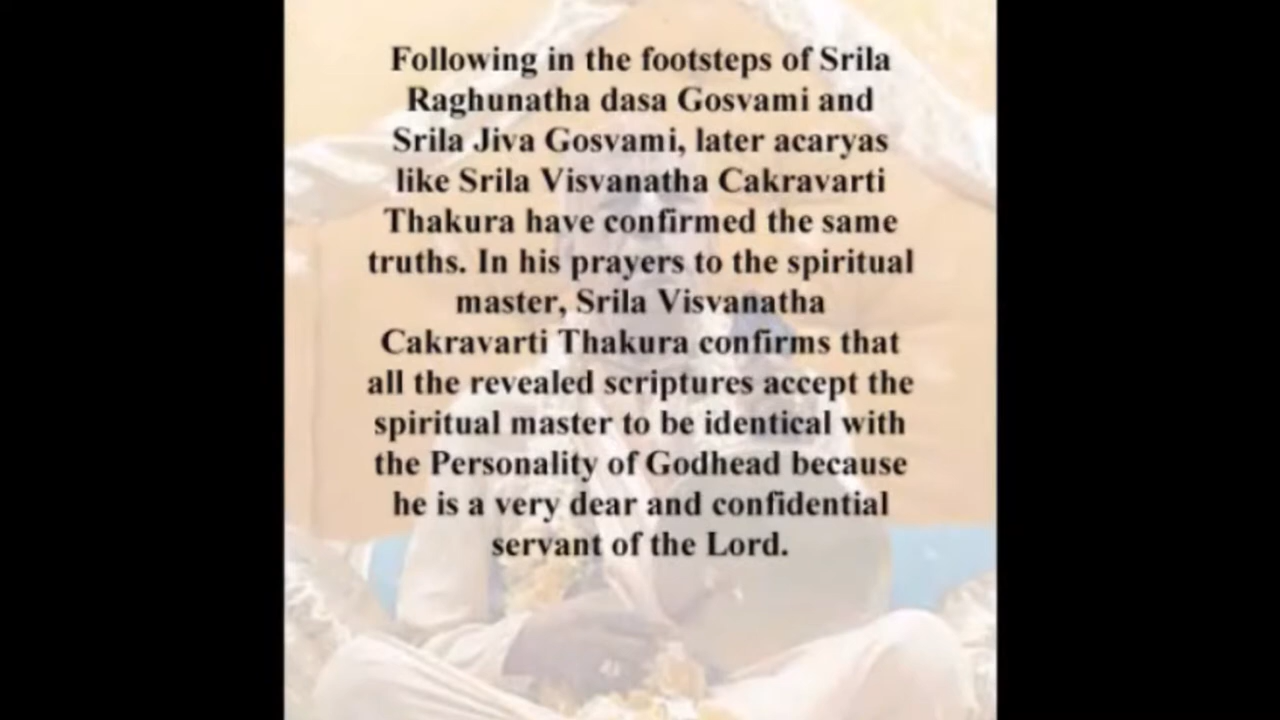 Following in the footsteps of Srila
Raghunatha dasa Gosvami and
Srila Jiva Gosvami, later acaryas
like Srila Visvanatha Cakravarti
Thakura have confirmed the same
truths. In his prayers to the spiritual
master, Srila Visvanatha
Cakravarti Thakura confirms that
all the revealed scriptures accept the
spiritual master to be identical with
the Personality of Godhead because
he is a very dear and confidential
servant of the Lord.